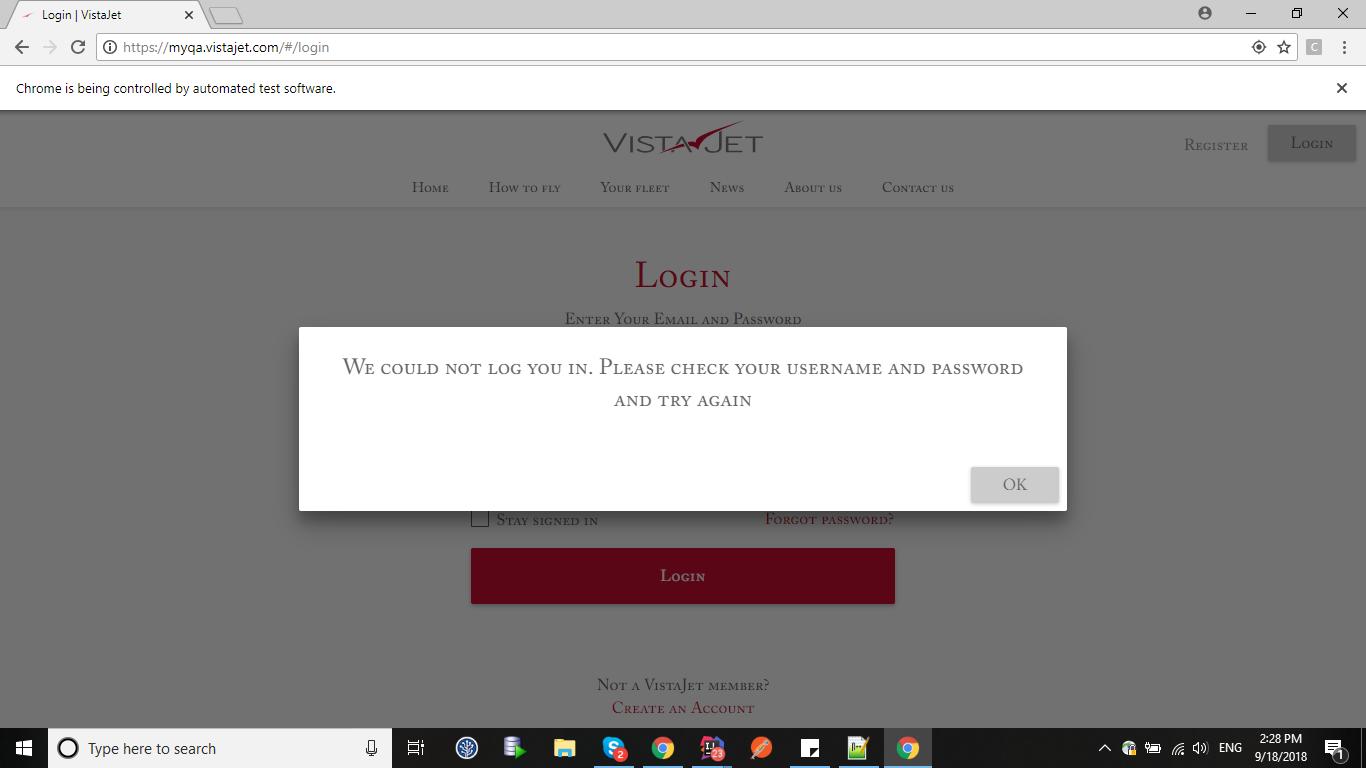 Login | VistaJet
https://myqa.vistajet.com/#/login
C
Chrome is being controlled by automated test software.
VistaJet
Register
Login
Home How to fly Your fleet News About us Contact us
Login
Enter Your Email and Password
We could not log you in. Please check your username and password
and try again
OK
Stay signed in
Forgot password?
Login
Not a VistaJet member?
Create an Account
Type here to search
2
23
ENG
2:28 PM
9/18/2018
1